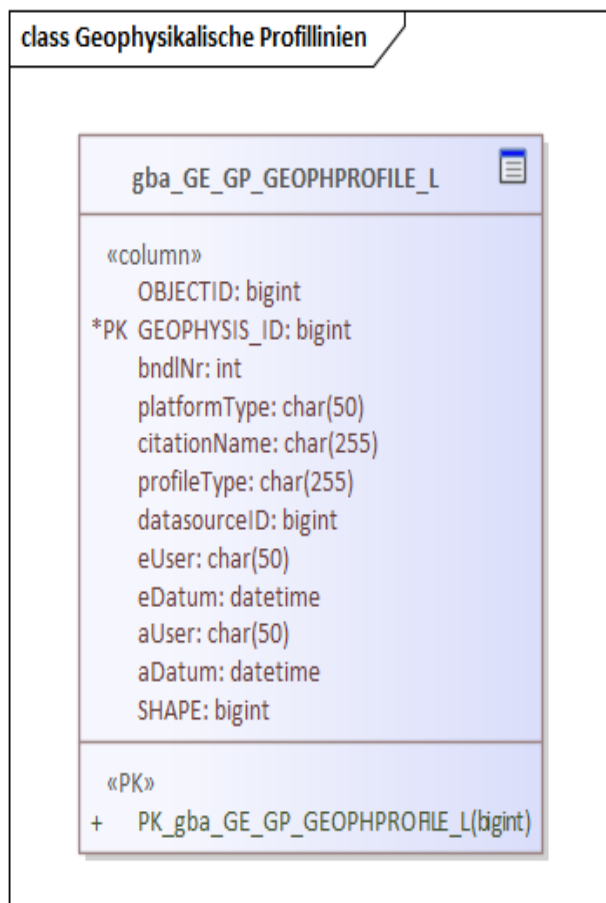 class Geophysikalische Profillinien
gba_GE_GP_GEOPHPROFILE_L
«column»
OBJECTID: bigint
*PK GEOPHYSIS_ID: bigint
bndlNr: int
platformType: char(50)
citationName: char(255)
profileType: char(255)
datasourceID: bigint
eUser: char(50)
eDatum: datetime
aUser: char(50)
aDatum: datetime
SHAPE: bigint
«PK»
+ PK_gba_GE_GP_GEOPHPROFILE_L(bigint)